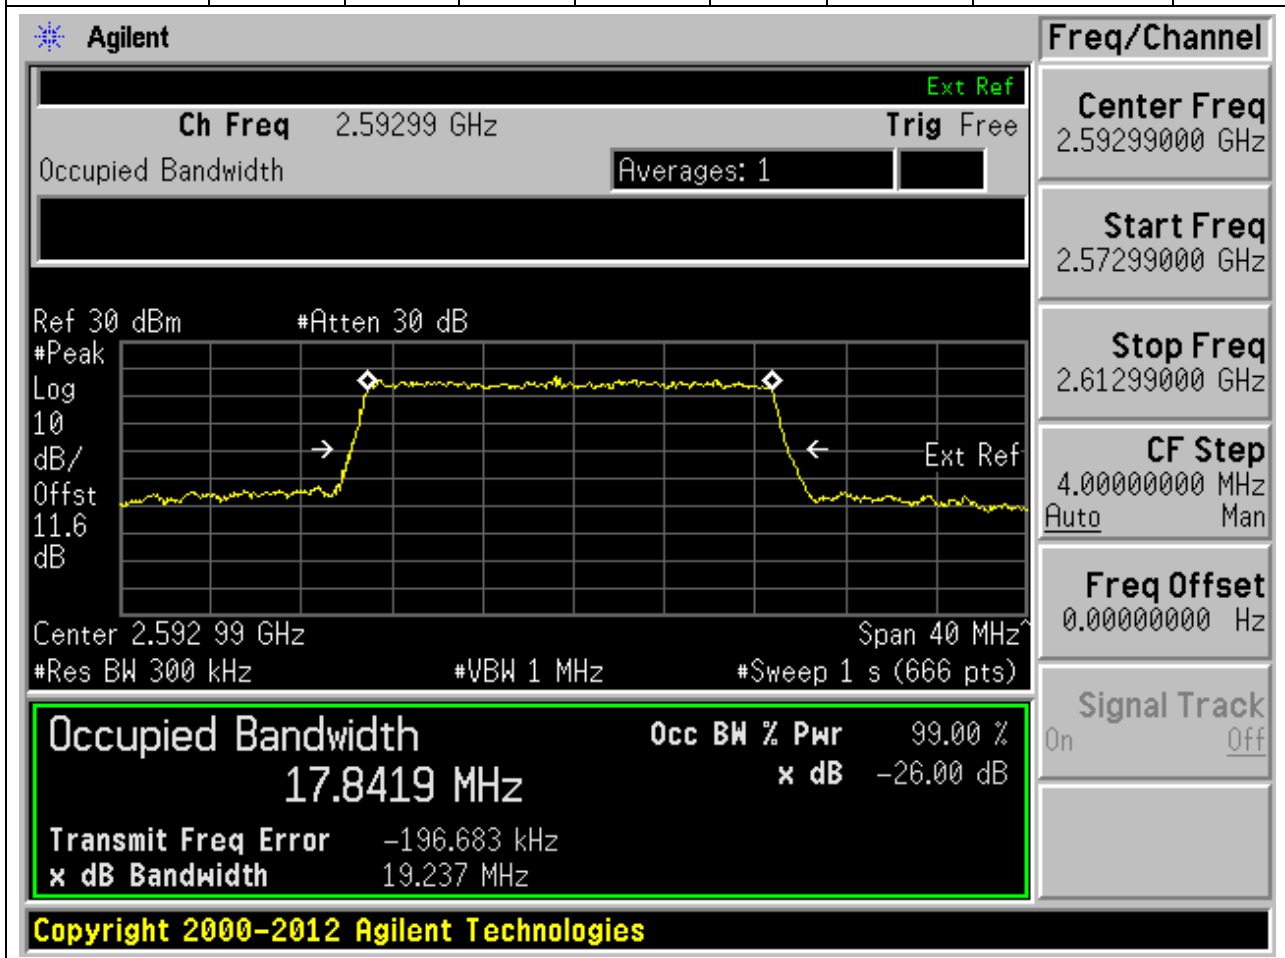 Agilent
Freq/Channel
Ext Ref
Ch Freq 2.59299 GHz Trig Free
Occupied Bandwidth Averages: 1
Center Freq
2.59299000 GHz
Start Freq
2.57299000 GHz
Stop Freq
2.61299000 GHz
CF Step
4.00000000 MHz
Auto Man
Freq Offset
0.00000000 Hz
Signal Track
On Off
Ref 30 dBm #Atten 30 dB
#Peak
Log
10
dB/
Offst
11.6
dB
Ext Ref
Center 2.592 99 GHz Span 40 MHz^
#Res BW 300 kHz #VBW 1 MHz #Sweep 1 s (666 pts)
Occupied Bandwidth Occ BW % Pwr 99.00 %
17.8419 MHz x dB -26.00 dB
Transmit Freq Error -196.683 kHz
x dB Bandwidth 19.237 MHz
Copyright 2000-2012 Agilent Technologies